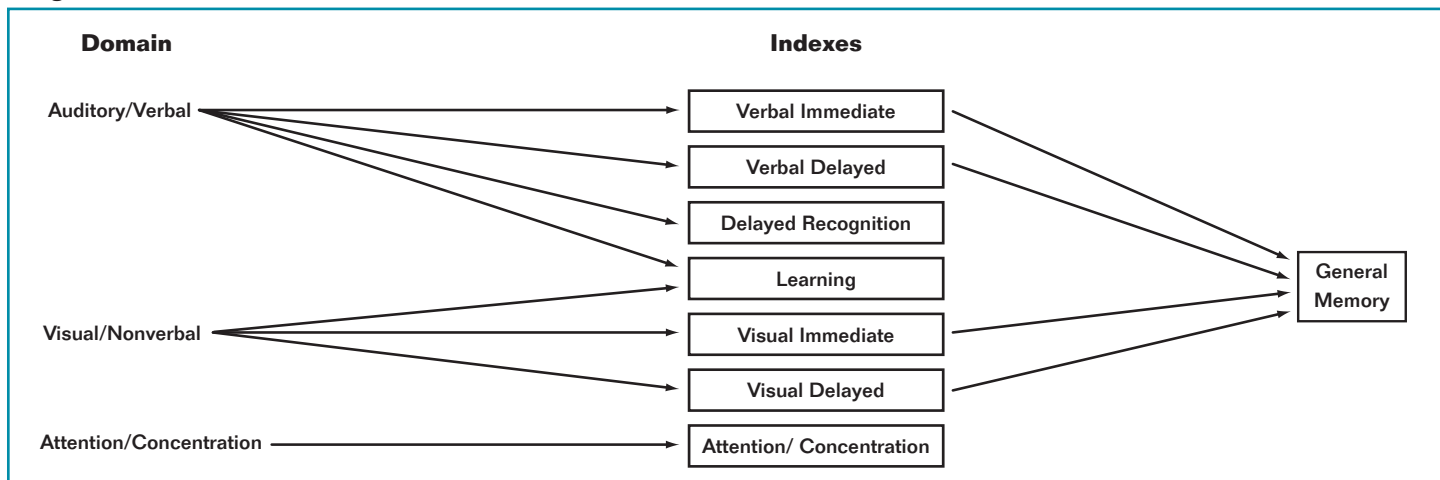 Domain
Indexes
Auditory/Verbal
Verbal Immediate
Verbal Delayed
Delayed Recognition
Learning
General
Memory
Visual/Nonverbal
Visual Immediate
Visual Delayed
Attention/Concentration
Attention/ Concentration